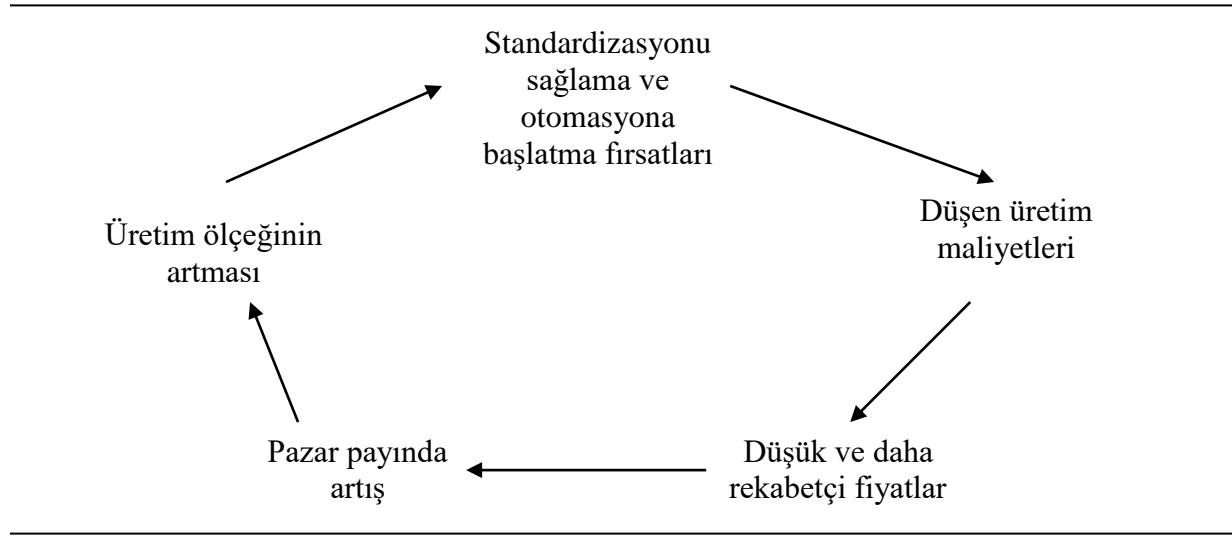 Standardizasyonu
sağlama ve
otomasyona
başlatma fırsatları
Düşen üretim
maliyetleri
Düşük ve daha
rekabetçi fiyatlar
Pazar payında
artış
Üretim ölçeğinin
artması